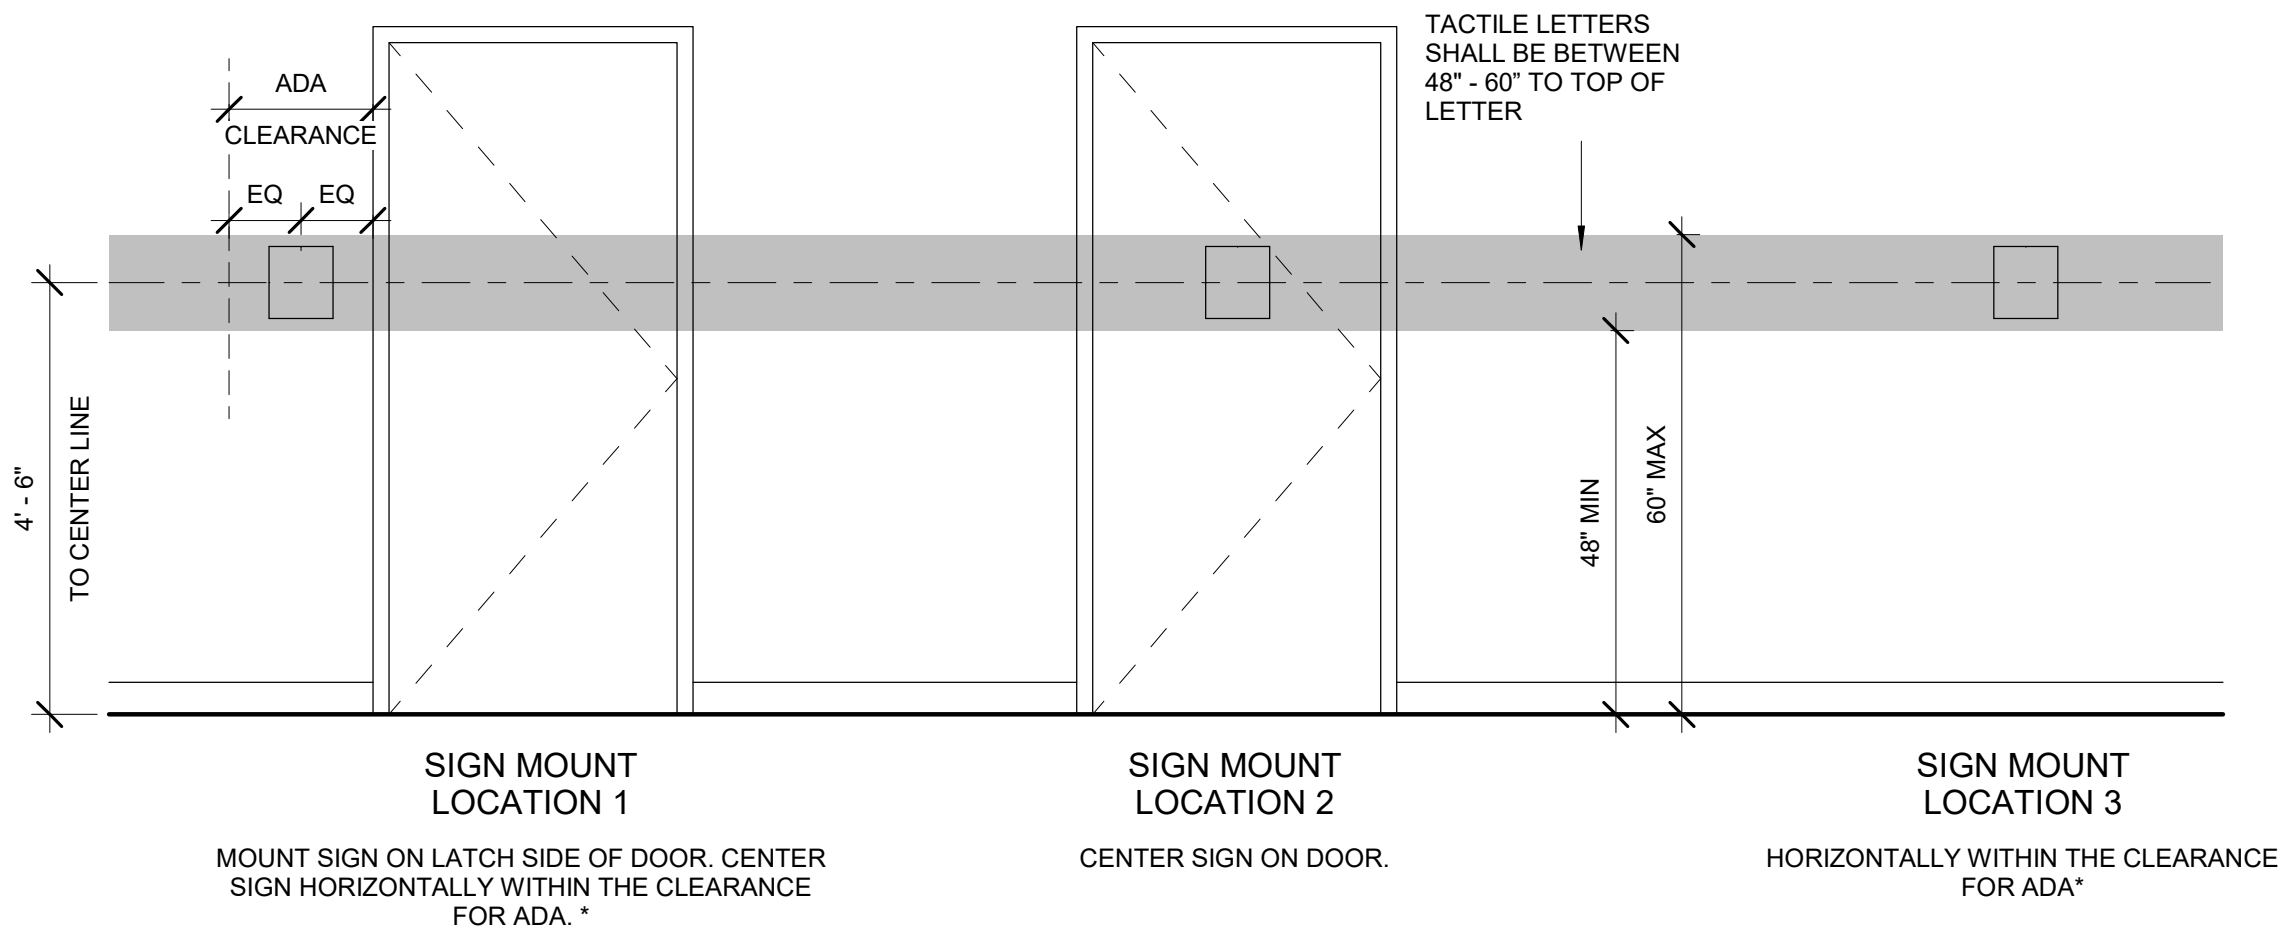 TACTILE LETTERS
SHALL BE BETWEEN
48" - 60” TO TOP OF
LETTER
ADA
CLEARANCE
EQ
EQ
4' - 6"
TO CENTER LINE
48" MIN
60" MAX
SIGN MOUNT
LOCATION 1
MOUNT SIGN ON LATCH SIDE OF DOOR. CENTER
SIGN HORIZONTALLY WITHIN THE CLEARANCE
FOR ADA. *
SIGN MOUNT
LOCATION 2
CENTER SIGN ON DOOR.
SIGN MOUNT
LOCATION 3
HORIZONTALLY WITHIN THE CLEARANCE
FOR ADA*